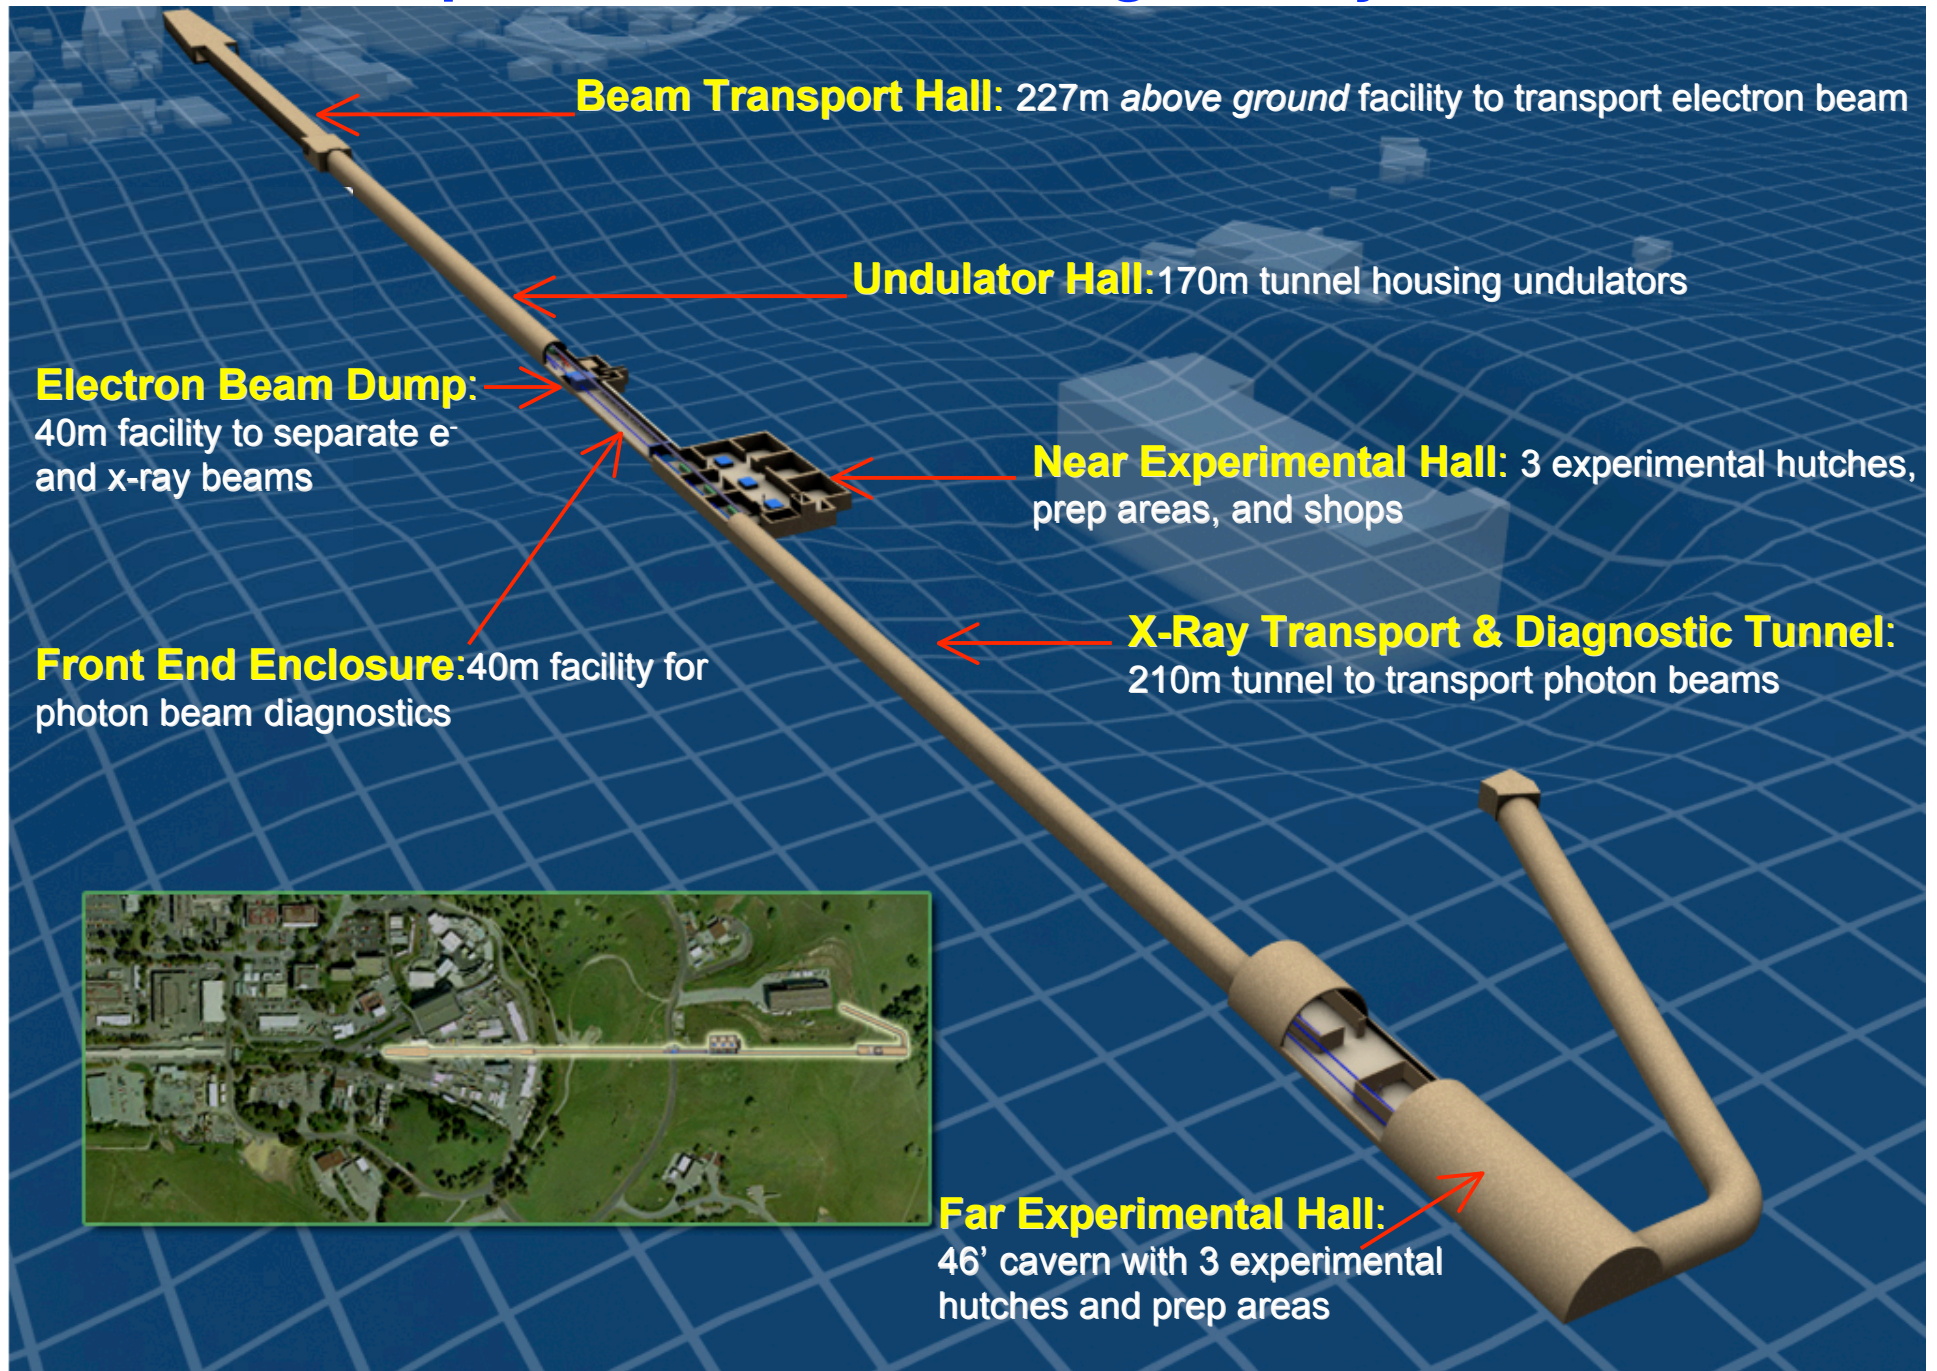 Beam Transport Hall: 227m above ground facility to transport electron beam
Undulator Hall:170m tunnel housing undulators
Electron Beam Dump:
40m facility to separate e-
and x-ray beams
Near Experimental Hall: 3 experimental hutches,
prep areas, and shops
X-Ray Transport & Diagnostic Tunnel:
210m tunnel to transport photon beams
Front End Enclosure:40m facility for
photon beam diagnostics
Far Experimental Hall:
46’ cavern with 3 experimental
hutches and prep areas